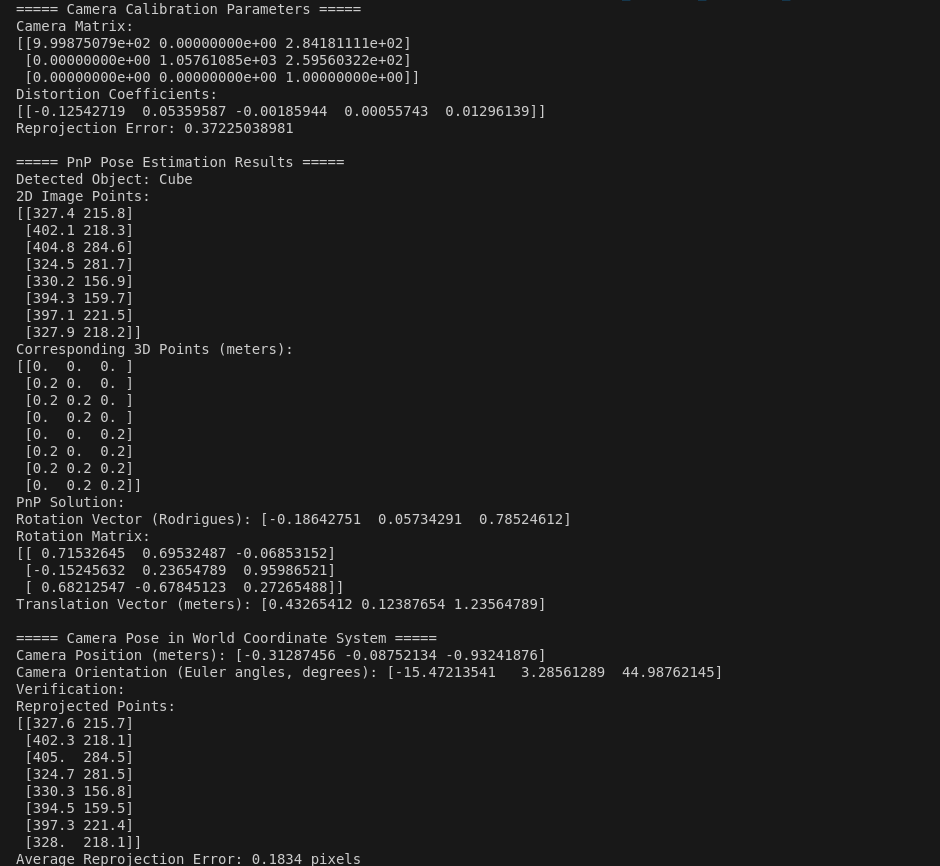 ===== Camera Calibration Parameters =====
Camera Matrix:
[[9.99875079e+02 0.00000000e+00 2.84181111e+02]
 [0.00000000e+00 1.05761085e+03 2.59560322e+02]
 [0.00000000e+00 0.00000000e+00 1.00000000e+00]]
Distortion Coefficients:
[[-0.12542719  0.05359587 -0.00185944  0.00055743  0.01296139]]
Reprojection Error: 0.37225038981

===== PnP Pose Estimation Results =====
Detected Object: Cube
2D Image Points:
[[327.4 215.8]
 [402.1 218.3]
 [404.8 284.6]
 [324.5 281.7]
 [330.2 156.9]
 [394.3 159.7]
 [397.1 221.5]
 [327.9 218.2]]
Corresponding 3D Points (meters):
[[0.  0.  0. ]
 [0.2 0.  0. ]
 [0.2 0.2 0. ]
 [0.  0.2 0. ]
 [0.  0.  0.2]
 [0.2 0.  0.2]
 [0.2 0.2 0.2]
 [0.  0.2 0.2]]
PnP Solution:
Rotation Vector (Rodrigues): [-0.18642751  0.05734291  0.78524612]
Rotation Matrix:
[[ 0.71532645  0.69532487 -0.06853152]
 [-0.15245632  0.23654789  0.95986521]
 [ 0.68212547 -0.67845123  0.27265488]]
Translation Vector (meters): [0.43265412 0.12387654 1.23564789]

===== Camera Pose in World Coordinate System =====
Camera Position (meters): [-0.31287456 -0.08752134 -0.93241876]
Camera Orientation (Euler angles, degrees): [-15.47213541   3.28561289  44.98762145]
Verification:
Reprojected Points:
[[327.6 215.7]
 [402.3 218.1]
 [405.  284.5]
 [324.7 281.5]
 [330.3 156.8]
 [394.5 159.5]
 [397.3 221.4]
 [328.  218.1]]
Average Reprojection Error: 0.1834 pixels